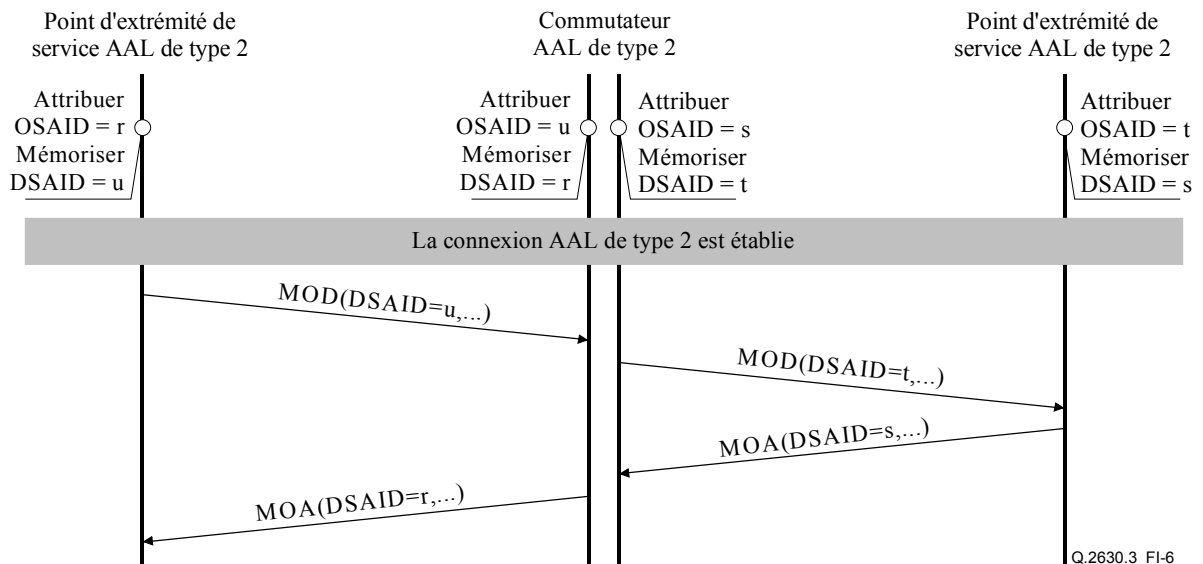 Point d'extrémité de
service AAL de type 2
Commutateur
AAL de type 2
Point d'extrémité de
service AAL de type 2
Attribuer
OSAID = r
Mémoriser
DSAID = u
Attribuer
OSAID = u
Mémoriser
DSAID = r
Attribuer
OSAID = s
Mémoriser
DSAID = t
Attribuer
OSAID = t
Mémoriser
DSAID = s
La connexion AAL de type 2 est établie
MOD(DSAID=u,...)
MOD(DSAID=t,...)
MOA(DSAID=s,...)
MOA(DSAID=r,...)
Q.2630.3_FI-6